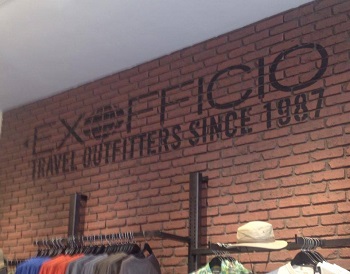 EXOFFICIO
TRAVEL OUTFITTERS SINCE 1987